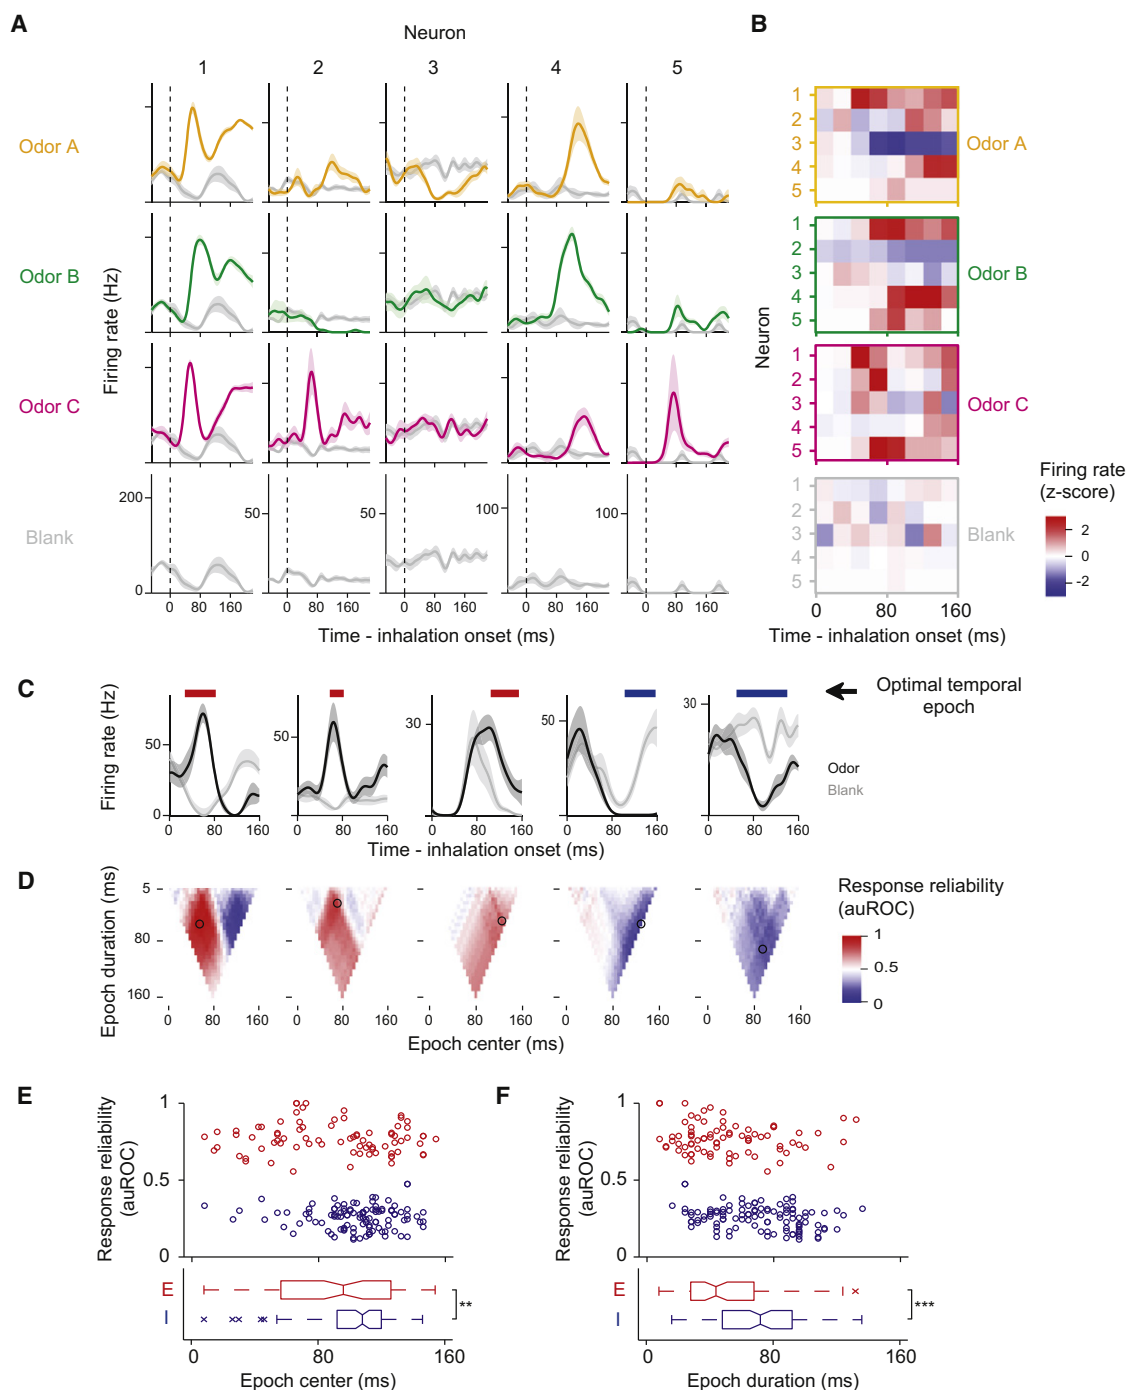 A
B
Neuron
1 2 3 4 5
Odor A
Odor B
Odor C
Blank
Firing rate (Hz)
200
0
50
50
100
100
0 80 160
0 80 160
0 80 160
0 80 160
0 80 160
Time - inhalation onset (ms)
Neuron
1
2
3
4
5
Odor A
1
2
3
4
5
Odor B
1
2
3
4
5
Odor C
1
2
3
4
5
Blank
0 80 160
Time - inhalation onset (ms)
Firing rate
(z-score)
2
0
-2
C
Firing rate (Hz)
50
0
50
30
50
30
Optimal temporal
epoch
Odor
Blank
0 80 160
0 80 160
0 80 160
0 80 160
0 80 160
Time - inhalation onset (ms)
D
Epoch duration (ms)
5
80
160
0 80 160
0 80 160
0 80 160
0 80 160
0 80 160
Epoch center (ms)
Response reliability
(auROC)
1
0.5
0
E
Response reliability
(auROC)
1
0.5
0
E
I
**
0 80 160
Epoch center (ms)
F
Response reliability
(auROC)
1
0.5
0
E
I
***
0 80 160
Epoch duration (ms)